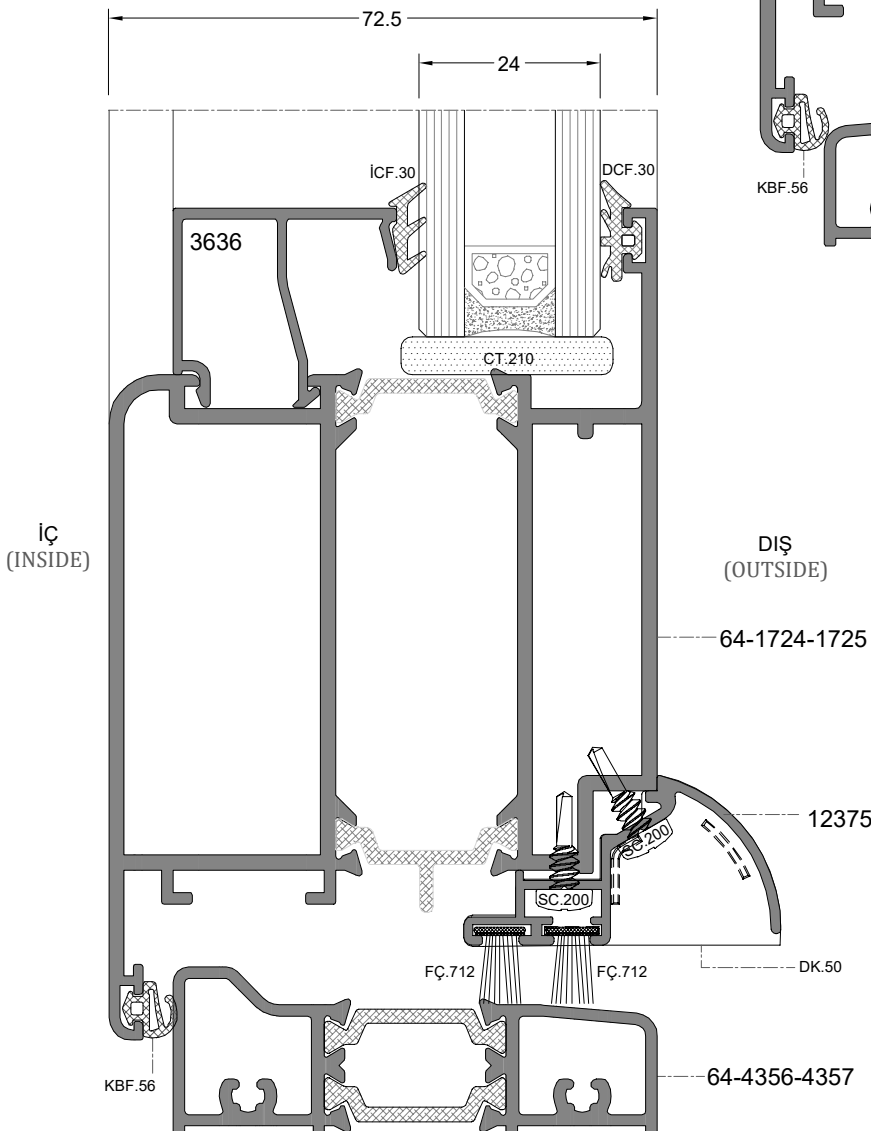 72.5
24
İCF.30
DCF.30
KBF.56
3636
CT.210
İÇ
(INSIDE)
DIŞ
(OUTSIDE)
64-1724-1725
12375
SC.200
SC.200
FÇ.712
FÇ.712
DK.50
KBF.56
64-4356-4357